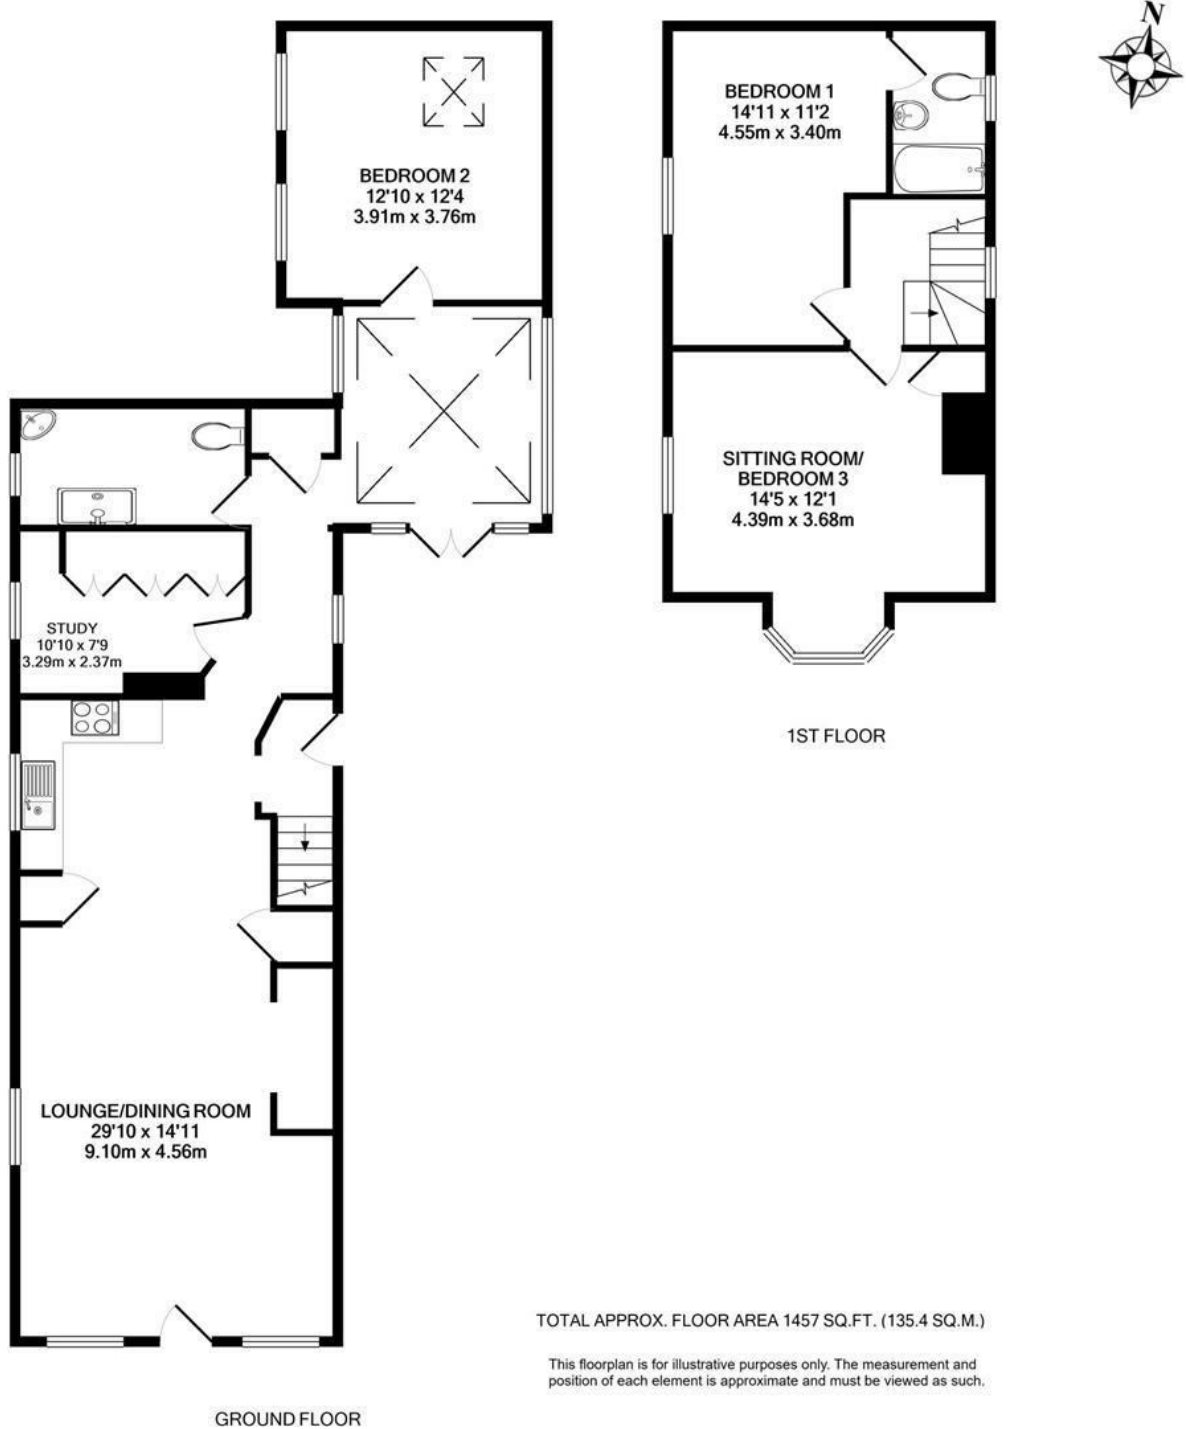 N
BEDROOM 2
12'10 x 12'4
3.91m x 3.76m
STUDY
10'10 x 7'9
3.29m x 2.37m
LOUNGE/DINING ROOM
29'10 x 14'11
9.10m x 4.56m
GROUND FLOOR
BEDROOM 1
14'11 x 11'2
4.55m x 3.40m
SITTING ROOM/
BEDROOM 3
14'5 x 12'1
4.39m x 3.68m
1ST FLOOR
TOTAL APPROX. FLOOR AREA 1457 SQ.FT. (135.4 SQ.M.)
This floorplan is for illustrative purposes only. The measurement and
position of each element is approximate and must be viewed as such.